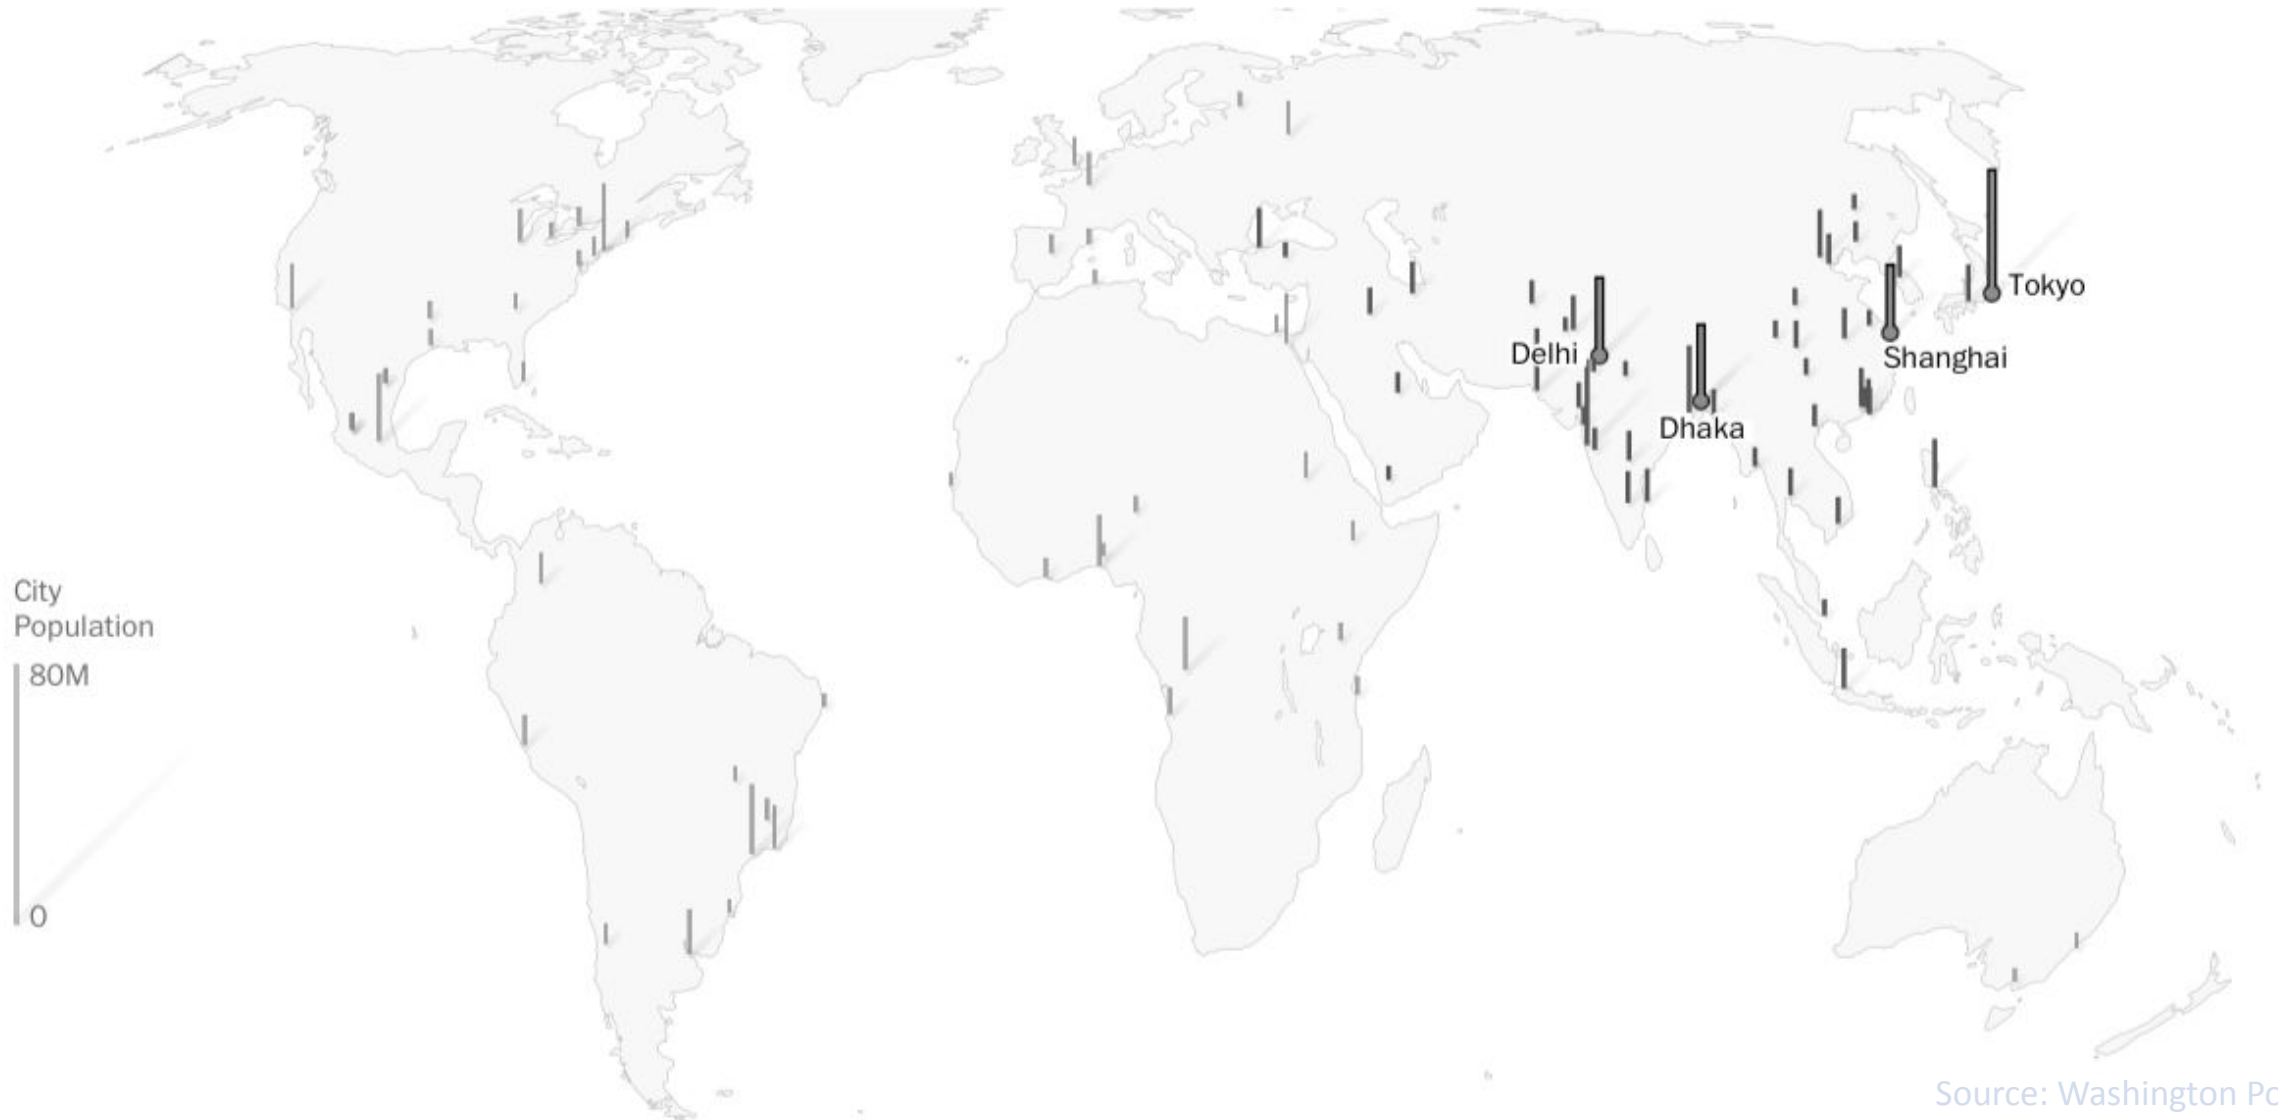 Tokyo
Delhi
Shanghai
Dhaka
City
Population
80M
0
Source: Washington Pc